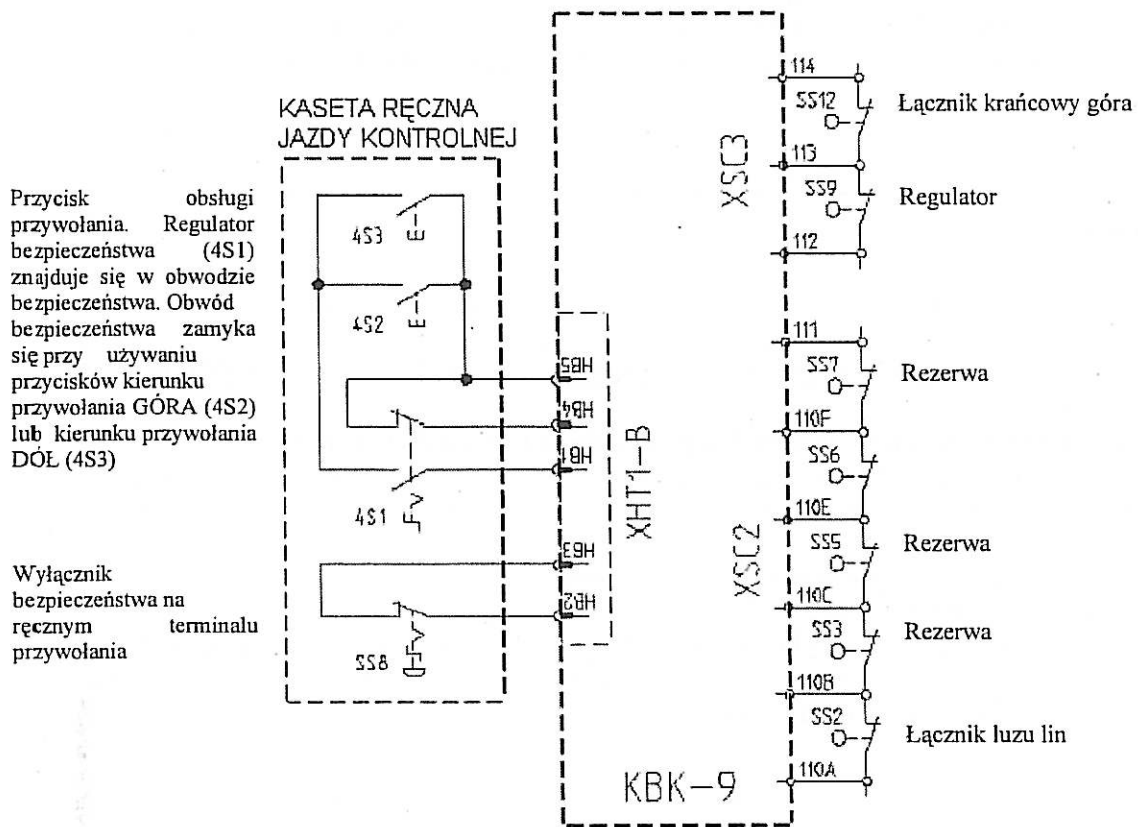 KASETA RĘCZNA
JAZDY KONTROLNEJ
Przycisk obsługi
przywołania. Regulator
bezpieczeństwa (4S1)
znajduje się w obwodzie
bezpieczeństwa. Obwód
bezpieczeństwa zamyka
się przy używaniu
przycisków kierunku
przywołania GÓRA (4S2)
lub kierunku przywołania
DÓŁ (4S3)
Wyłącznik
bezpieczeństwa na
ręcznym terminalu
przywołania
4S3
4S2
4S1
SS8
HB5
HB4
HB1
HB3
HB2
XHT1-B
KBK-9
XSC3
XSC2
114
SS12
Łącznik krańcowy góra
113
SS9
Regulator
112
111
SS7
Rezerwa
110F
SS6
110E
SS5
Rezerwa
110C
SS3
Rezerwa
110B
SS2
Łącznik luzu lin
110A